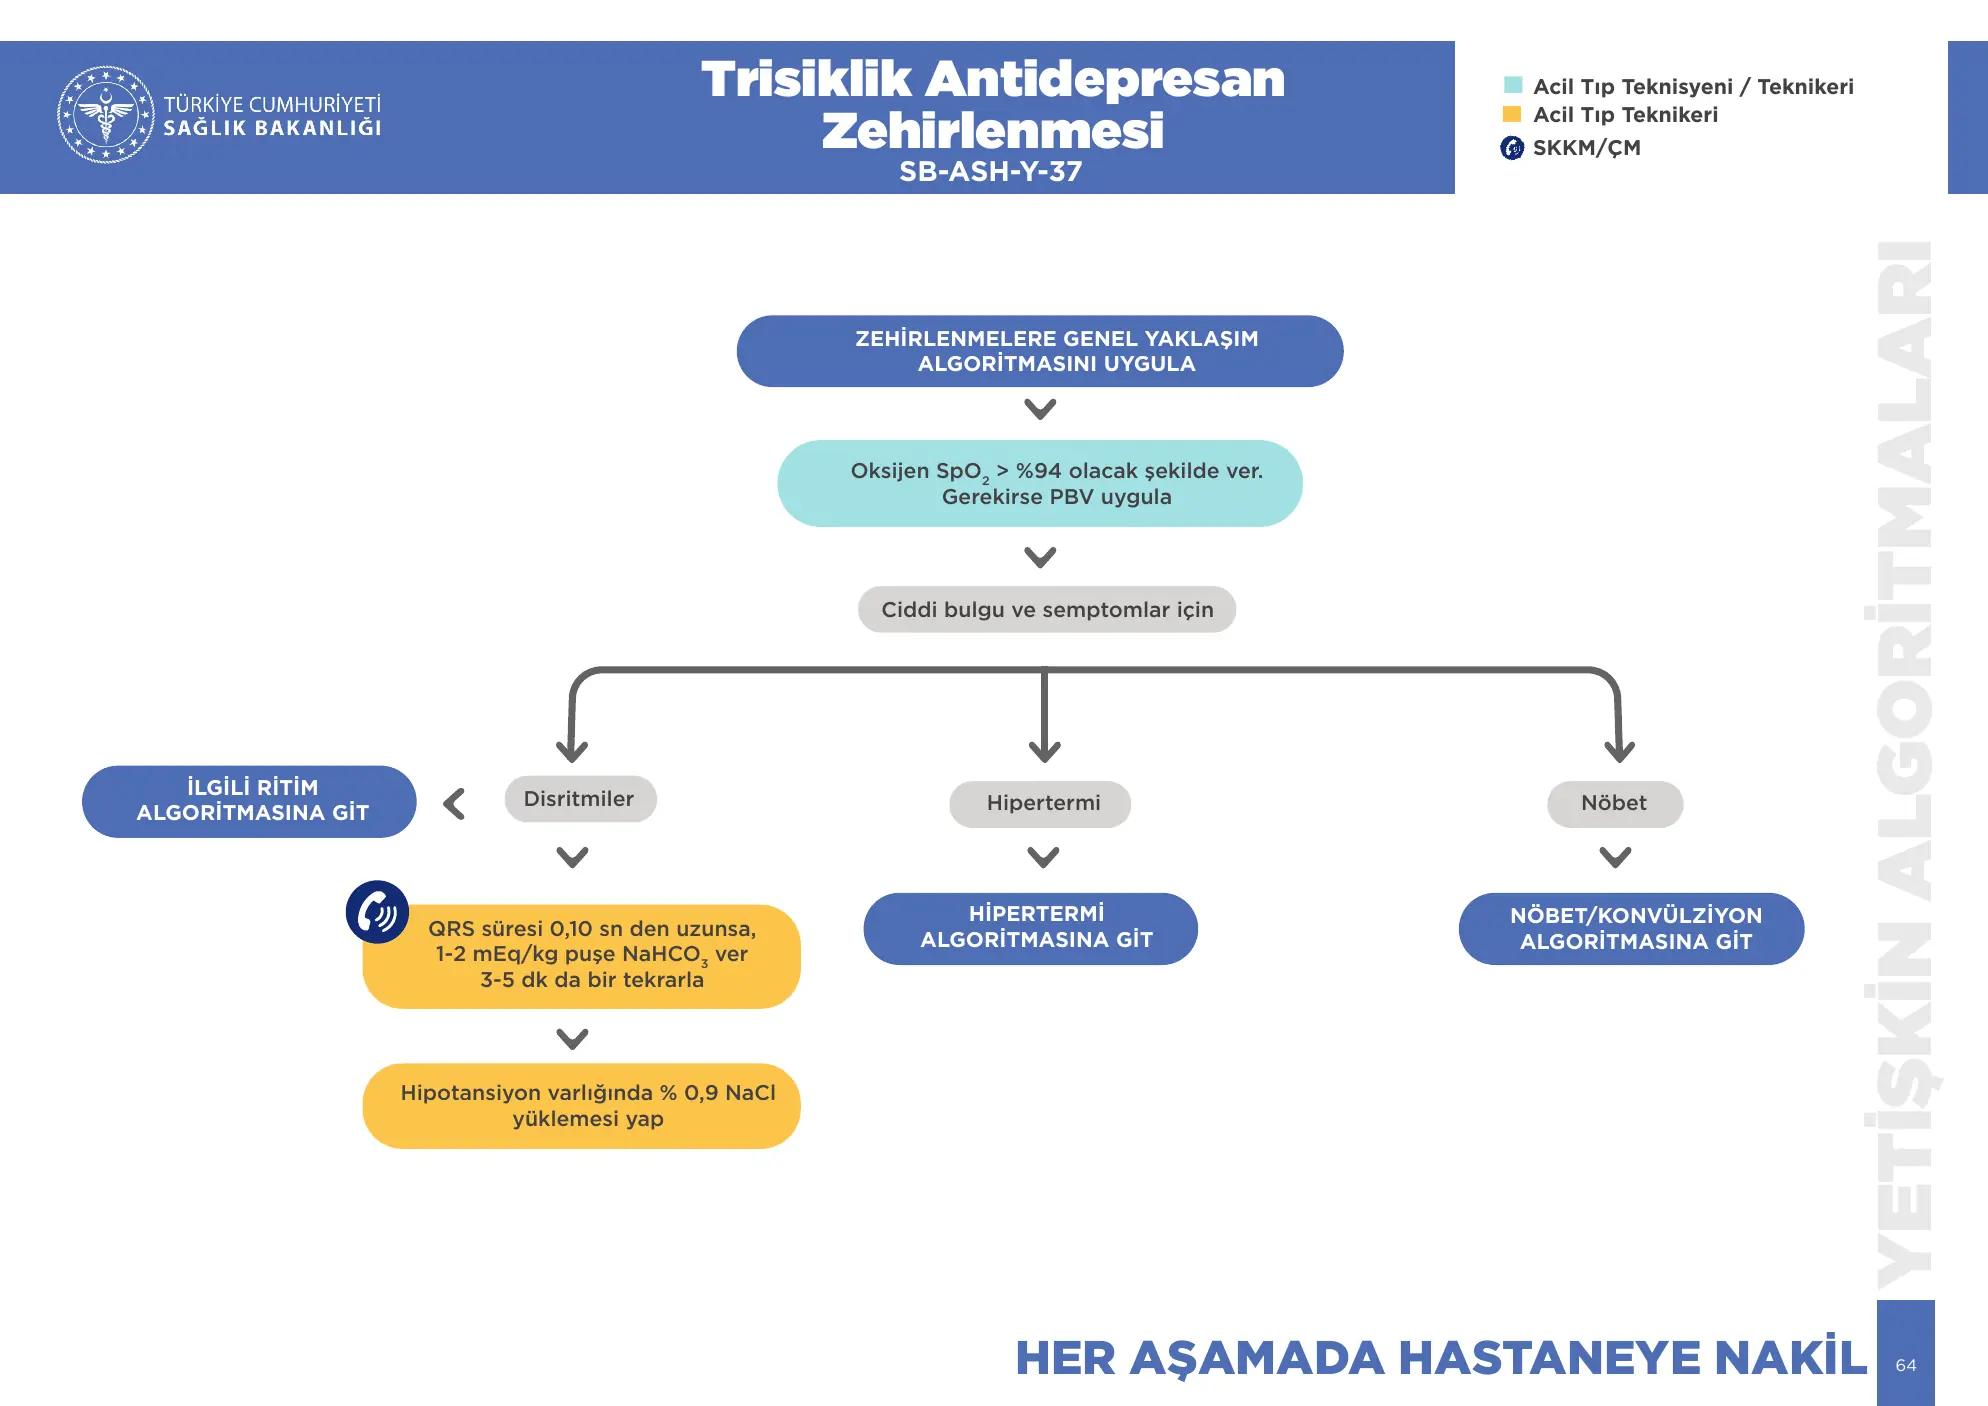 TÜRKİYE CUMHURİYETİ
SAĞLIK BAKANLIĞI
Trisiklik Antidepresan
Zehirlenmesi
SB-ASH-Y-37
Acil Tıp Teknisyeni / Teknikeri
Acil Tıp Teknikeri
SKKM/ÇM
ZEHİRLENMELERE GENEL YAKLAŞIM
ALGORİTMASINI UYGULA
Oksijen SpO₂ > %94 olacak şekilde ver.
Gerekirse PBV uygula
Ciddi bulgu ve semptomlar için
İLGİLİ RİTİM
ALGORİTMASINA GİT
Disritmiler
Hipertermi
Nöbet
QRS süresi 0,10 sn den uzunsa,
1-2 mEq/kg puşe NaHCO₃ ver
3-5 dk da bir tekrarla
HİPERTERMİ
ALGORİTMASINA GİT
NÖBET/KONVÜLZİYON
ALGORİTMASINA GİT
Hipotansiyon varlığında % 0,9 NaCl
yüklemesi yap
YETİŞKİN ALGORİTMALARI
HER AŞAMADA HASTANEYE NAKİL
64